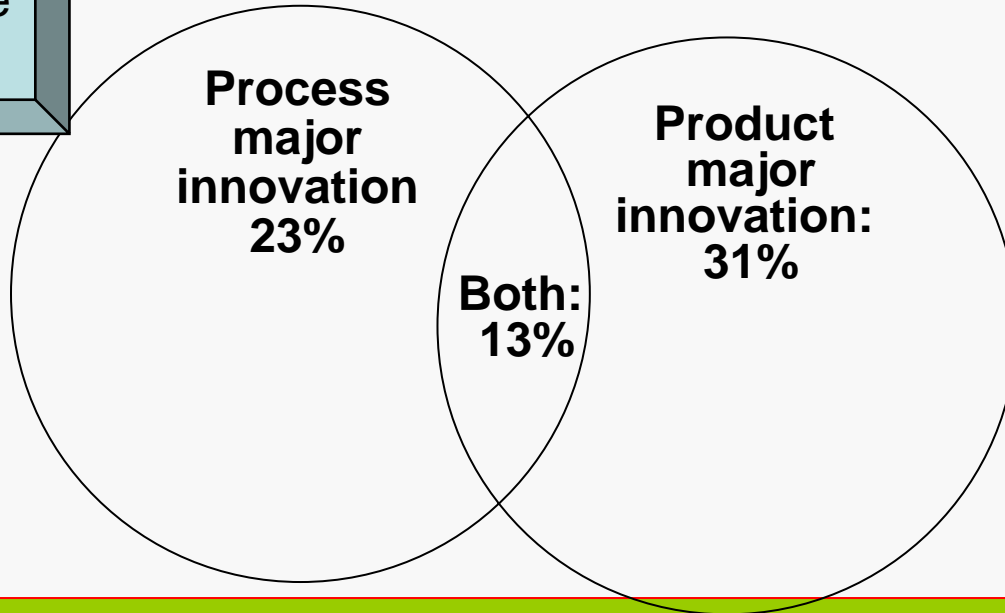 Process
major
innovation
23%
Product
major
innovation:
31%
Both:
13%